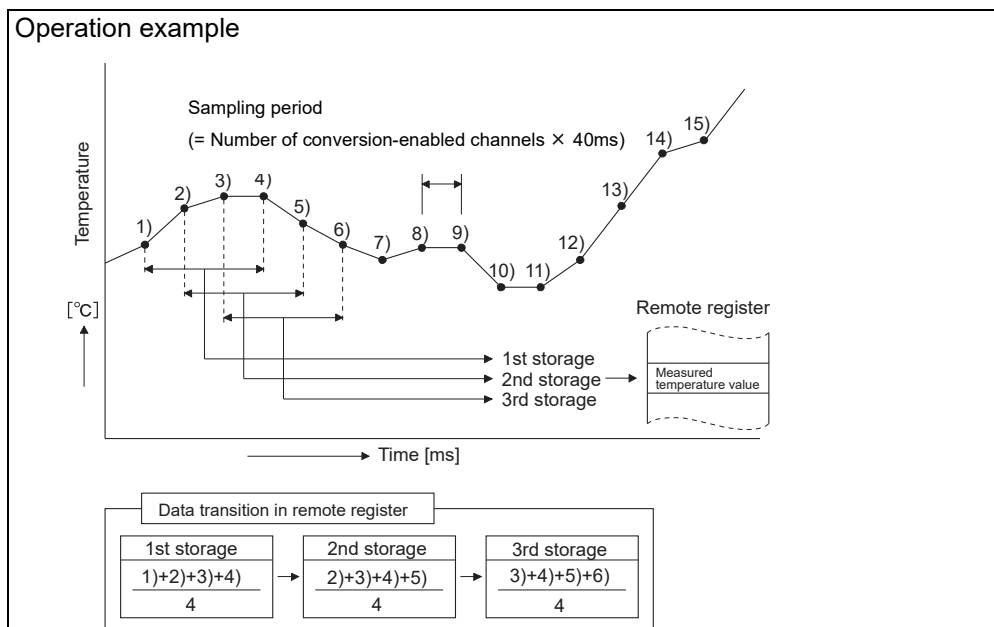 Operation example
Sampling period
(= Number of conversion-enabled channels × 40ms)
Temperature
[°C]
1)
2)
3)
4)
5)
6)
7)
8)
9)
10)
11)
12)
13)
14)
15)
Remote register
1st storage
2nd storage
3rd storage
Measured
temperature value
Time [ms]
Data transition in remote register
1st storage
1)+2)+3)+4)
4
2nd storage
2)+3)+4)+5)
4
3rd storage
3)+4)+5)+6)
4